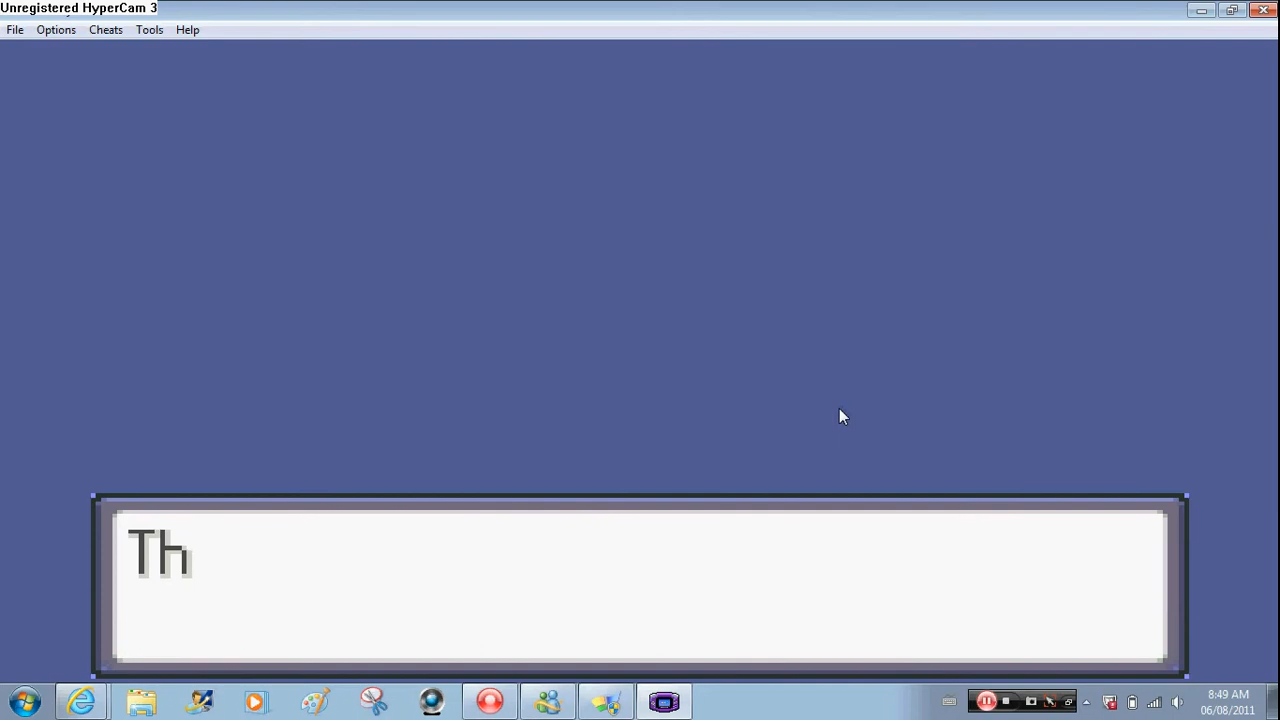 Unregistered HyperCam 3
File Options Cheats Tools Help
Th
8:49 AM
06/08/2011